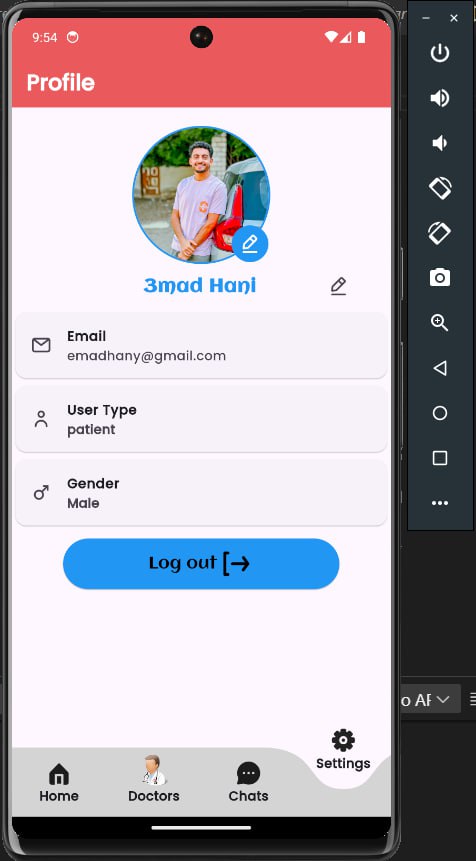 9:54
Profile
3mad Hani
Email
emadhany@gmail.com
User Type
patient
Gender
Male
Log out
Settings
Home
Doctors
Chats